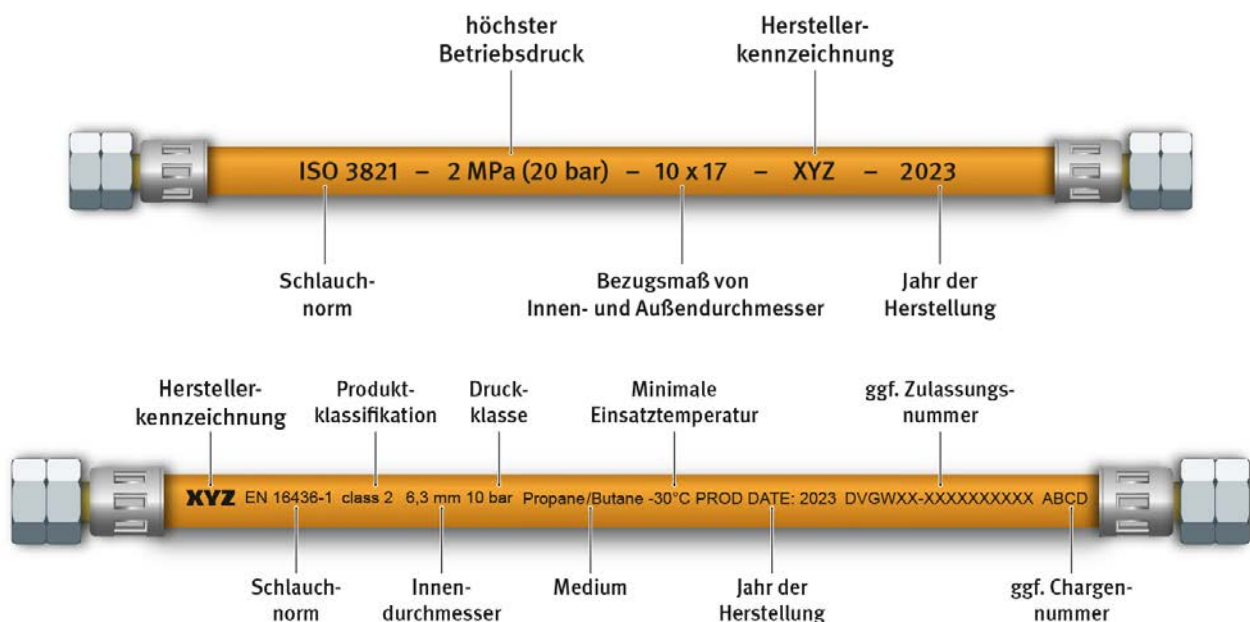 höchster
Betriebsdruck
Hersteller-
kennzeichnung
ISO 3821 – 2 MPa (20 bar) – 10 x 17 – XYZ – 2023
Schlauch-
norm
Bezugsmaß von
Innen- und Außendurchmesser
Jahr der
Herstellung
Hersteller-
kennzeichnung
Produkt-
klassifikation
Druck-
klasse
Minimale
Einsatztemperatur
ggf. Zulassungs-
nummer
XYZ EN 16436-1 class 2 6,3 mm 10 bar Propane/Butane -30°C PROD DATE: 2023 DVGWXX-XXXXXXXXXX ABCD
Schlauch-
norm
Innen-
durchmesser
Medium
Jahr der
Herstellung
ggf. Chargen-
nummer